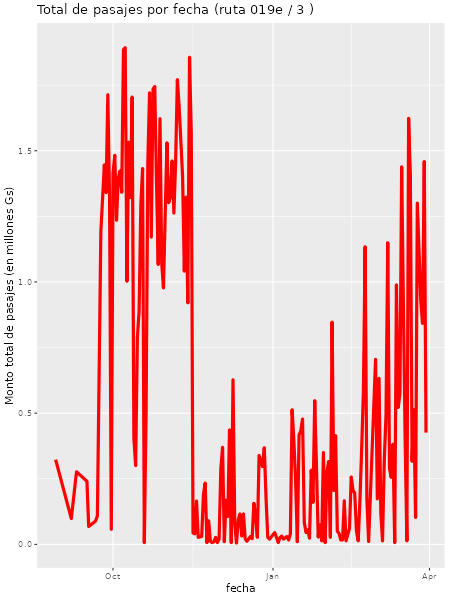 Total de pasajes por fecha (ruta 019e / 3 )
Monto total de pasajes (en millones Gs)
1.5
1.0
0.5
0.0
Oct
Jan
Apr
fecha